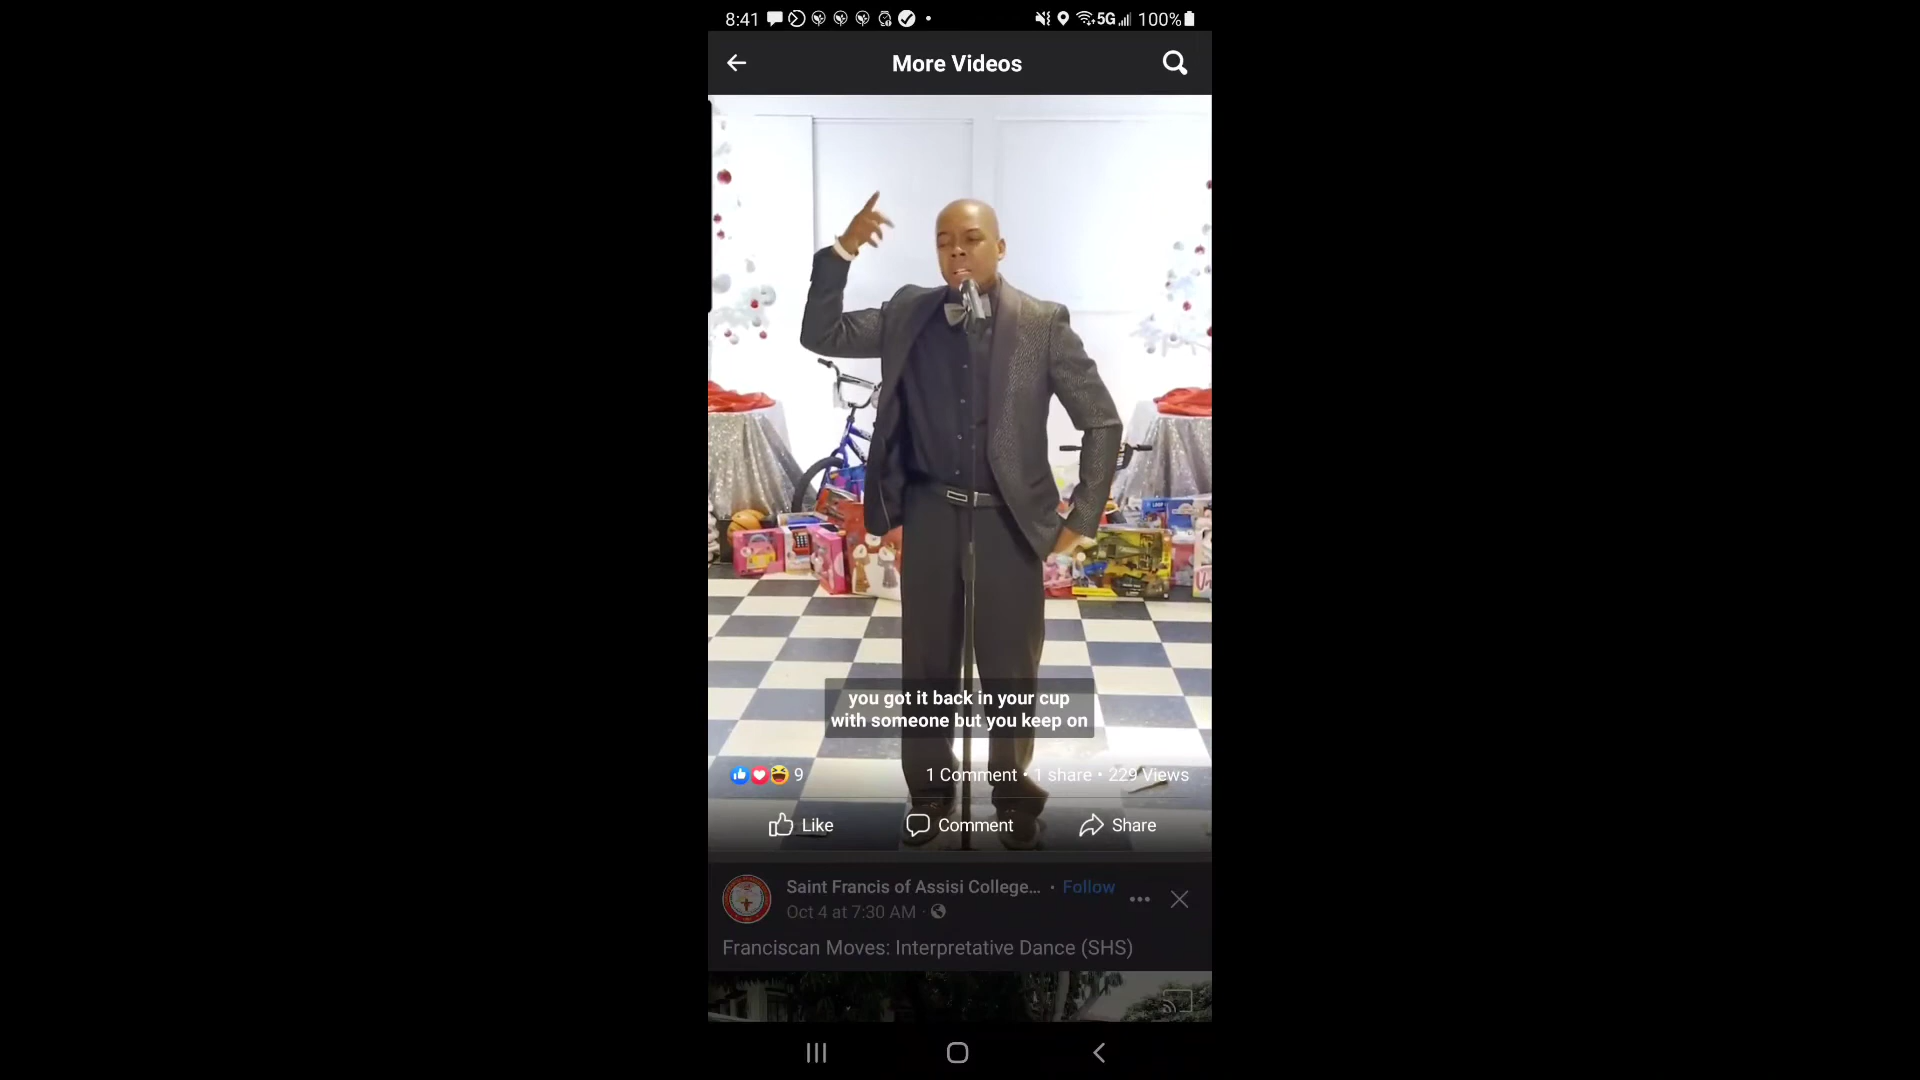 8:41
5G 100%
More Videos
LOOP
Un
you got it back in your cup
with someone but you keep on
9 1 Comment • 1 share • 229 Views
Like Comment Share
Saint Francis of Assisi College... · Follow
Oct 4 at 7:30 AM ·
Franciscan Moves: Interpretative Dance (SHS)